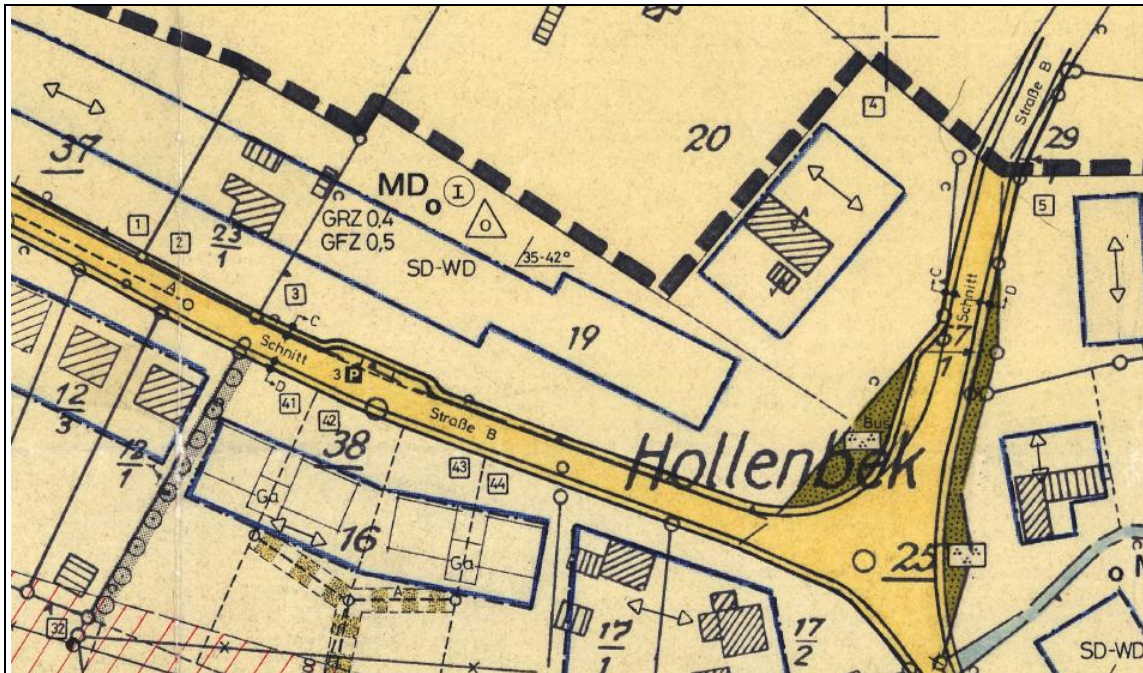 Straße B
4
20
29
37
MD o I
5
GRZ 0,4
o
GFZ 0,5
1
2
23
1
SD-WD
35-42°
C
A
3
C
Schnitt
D
19
1
1
Schnitt
3 P
D
41
12
3
42
Straße B
Bus
12
1
38
43
44
Hollenbek
Ga
16
Ga
25
A
32
17
1
17
2
SD-WD